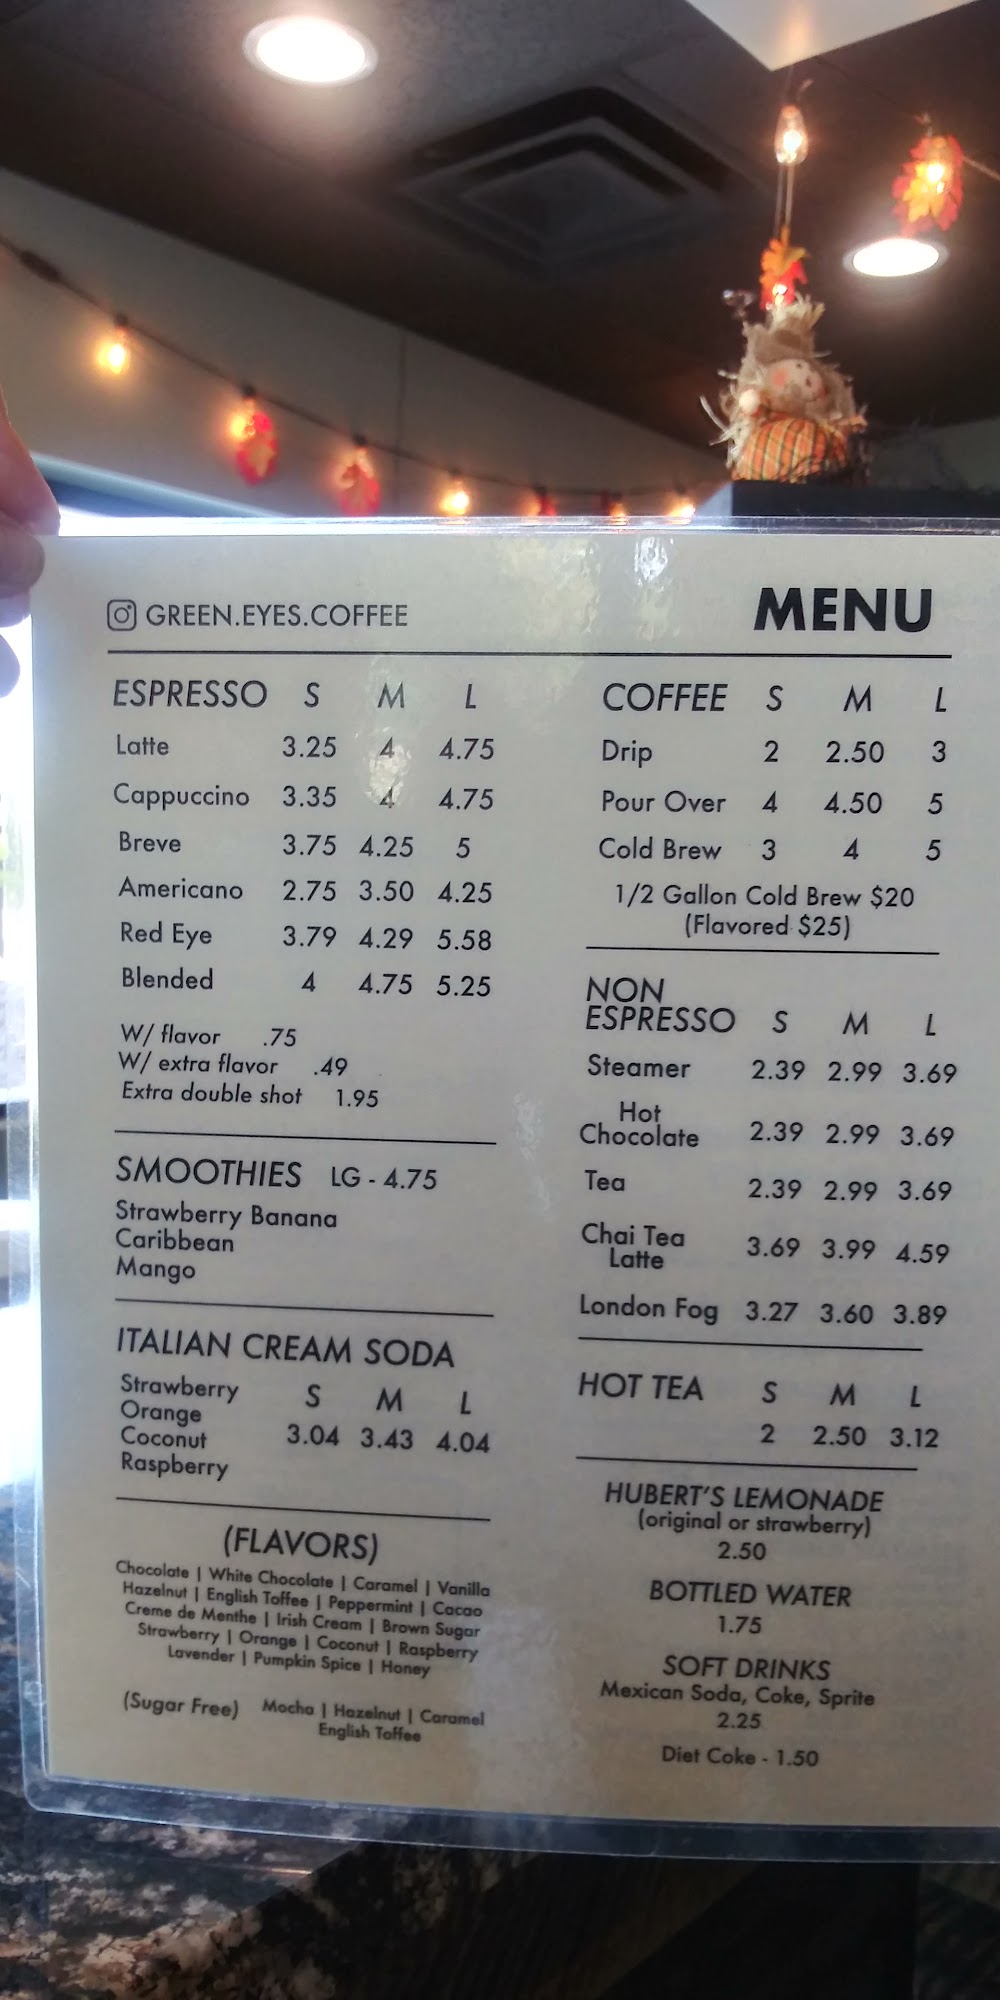 GREEN.EYES.COFFEE
MENU
ESPRESSO S M L
Latte 3.25 4 4.75
Cappuccino 3.35 4 4.75
Breve 3.75 4.25 5
Americano 2.75 3.50 4.25
Red Eye 3.79 4.29 5.58
Blended 4 4.75 5.25
W/ flavor .75
W/ extra flavor .49
Extra double shot 1.95
SMOOTHIES LG - 4.75
Strawberry Banana
Caribbean
Mango
ITALIAN CREAM SODA
Strawberry S M L
Orange
Coconut 3.04 3.43 4.04
Raspberry
(FLAVORS)
Chocolate | White Chocolate | Caramel | Vanilla
Hazelnut | English Toffee | Peppermint | Cacao
Creme de Menthe | Irish Cream | Brown Sugar
Strawberry | Orange | Coconut | Raspberry
Lavender | Pumpkin Spice | Honey
(Sugar Free) Mocha | Hazelnut | Caramel
English Toffee
COFFEE S M L
Drip 2 2.50 3
Pour Over 4 4.50 5
Cold Brew 3 4 5
1/2 Gallon Cold Brew $20
(Flavored $25)
NON
ESPRESSO S M L
Steamer 2.39 2.99 3.69
Hot
Chocolate 2.39 2.99 3.69
Tea 2.39 2.99 3.69
Chai Tea
Latte 3.69 3.99 4.59
London Fog 3.27 3.60 3.89
HOT TEA S M L
2 2.50 3.12
HUBERT'S LEMONADE
(original or strawberry)
2.50
BOTTLED WATER
1.75
SOFT DRINKS
Mexican Soda, Coke, Sprite
2.25
Diet Coke - 1.50